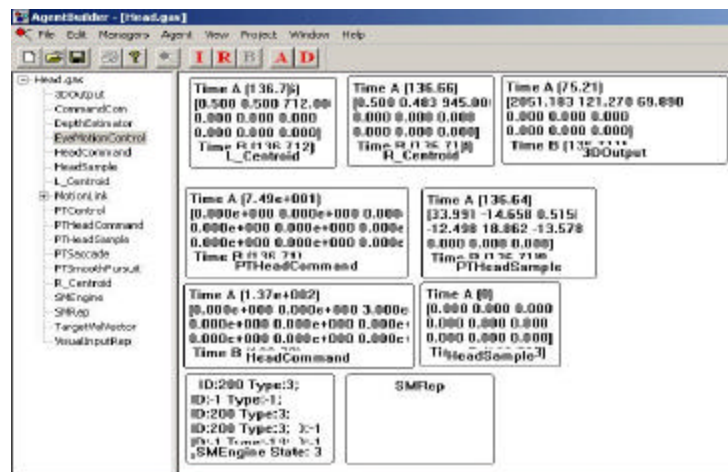 AgentBuilder - [Head.gas]
File Edit Managers Agent View Project Window Help
I R B A D
Head.gas
3DOutput
CommandCom
DepthEstimator
EyeMotionControl
HeadCommand
HeadSample
L_Centroid
MotionLink
PTControl
PTHeadCommand
PTHeadSample
PTSaccade
PTSmoothPursuit
R_Centroid
SMEngine
SMRep
TargetVelVector
VisualInputRep
Time A (136.7
[0.500 0.500 712.00
0.000 0.000 0.000
0.000 0.000 0.000]
Time B (136.712)
L_Centroid
Time A (136.66)
[0.500 0.483 945.00
0.000 0.000 0.000
0.000 0.000 0.000]
Time B
R_Centroid
Time A (75.21)
[2051.183 121.270 69.890
0.000 0.000 0.000
0.000 0.000 0.000]
Time B
3DOutput
Time A (7.49e+001)
[0.000e+000 0.000e+000 0.000
0.000e+000 0.000e+000 0.000e+
0.000e+000 0.000e+000 0.000e+
Time B
PTHeadCommand
Time A (136.64)
[33.991 -14.658 0.515
-12.498 18.862 -13.578
0.000 0.000 0.000]
Time B
PTHeadSample
Time A (1.37e+002)
[0.000e+000 0.000e+000 3.000e
0.000e+000 0.000e+000 0.000e+
0.000e+000 0.000e+000 0.000e+
Time B
HeadCommand
Time A (0)
[0.000 0.000 0.000
0.000 0.000 0.000
0.000 0.000 0.000]
HeadSample
ID:200 Type:3;
ID:-1 Type:-1;
ID:200 Type:3;
ID:200 Type:3;
SMEngine State: 3
SMRep